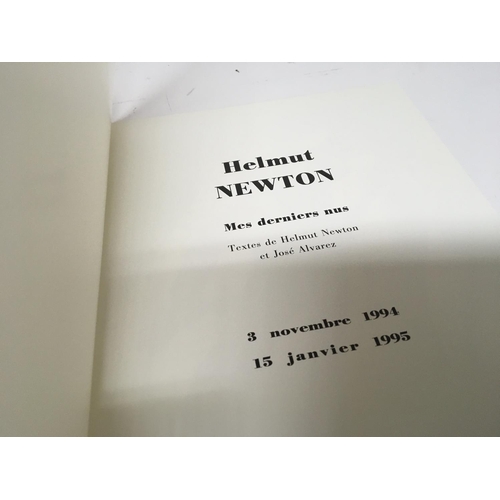 Helmut
NEWTON
Mes derniers nus
Textes de Helmut Newton
et José Alvarez
3 novembre 1994
15 janvier 1995